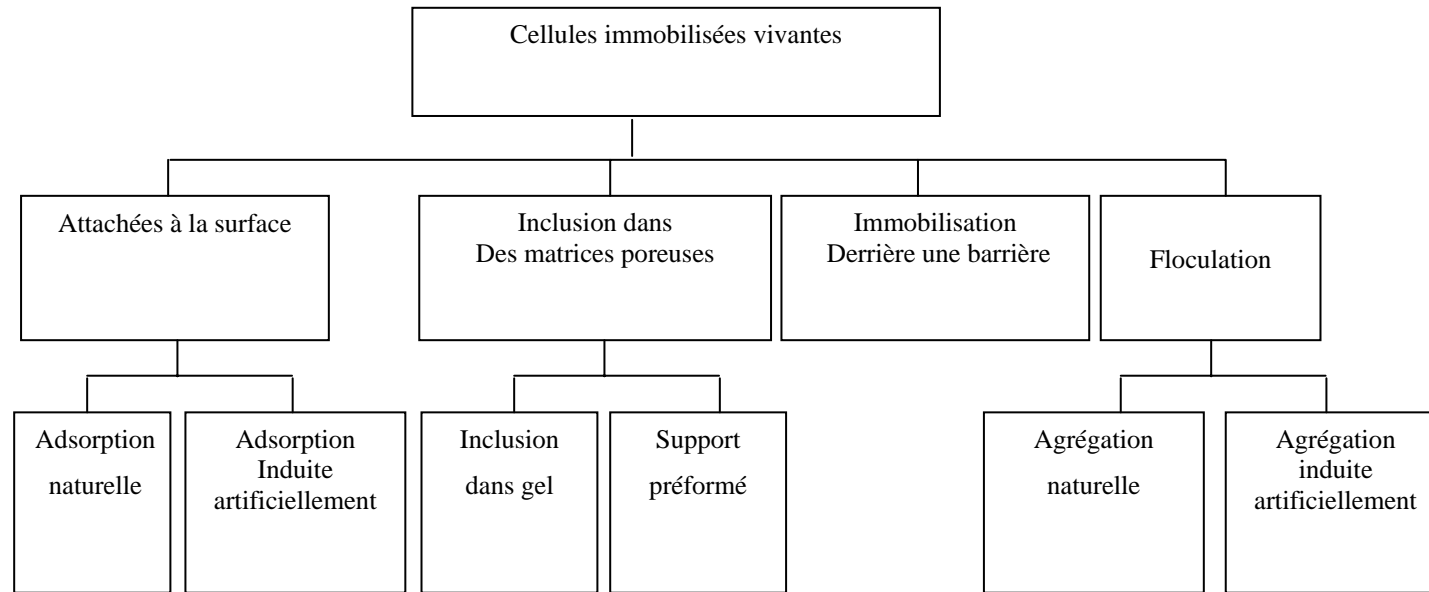 Cellules immobilisées vivantes
Attachées à la surface
Inclusion dans
Des matrices poreuses
Immobilisation
Derrière une barrière
Floculation
Adsorption
naturelle
Adsorption
Induite
artificiellement
Inclusion
dans gel
Support
préformé
Agrégation
naturelle
Agrégation
induite
artificiellement